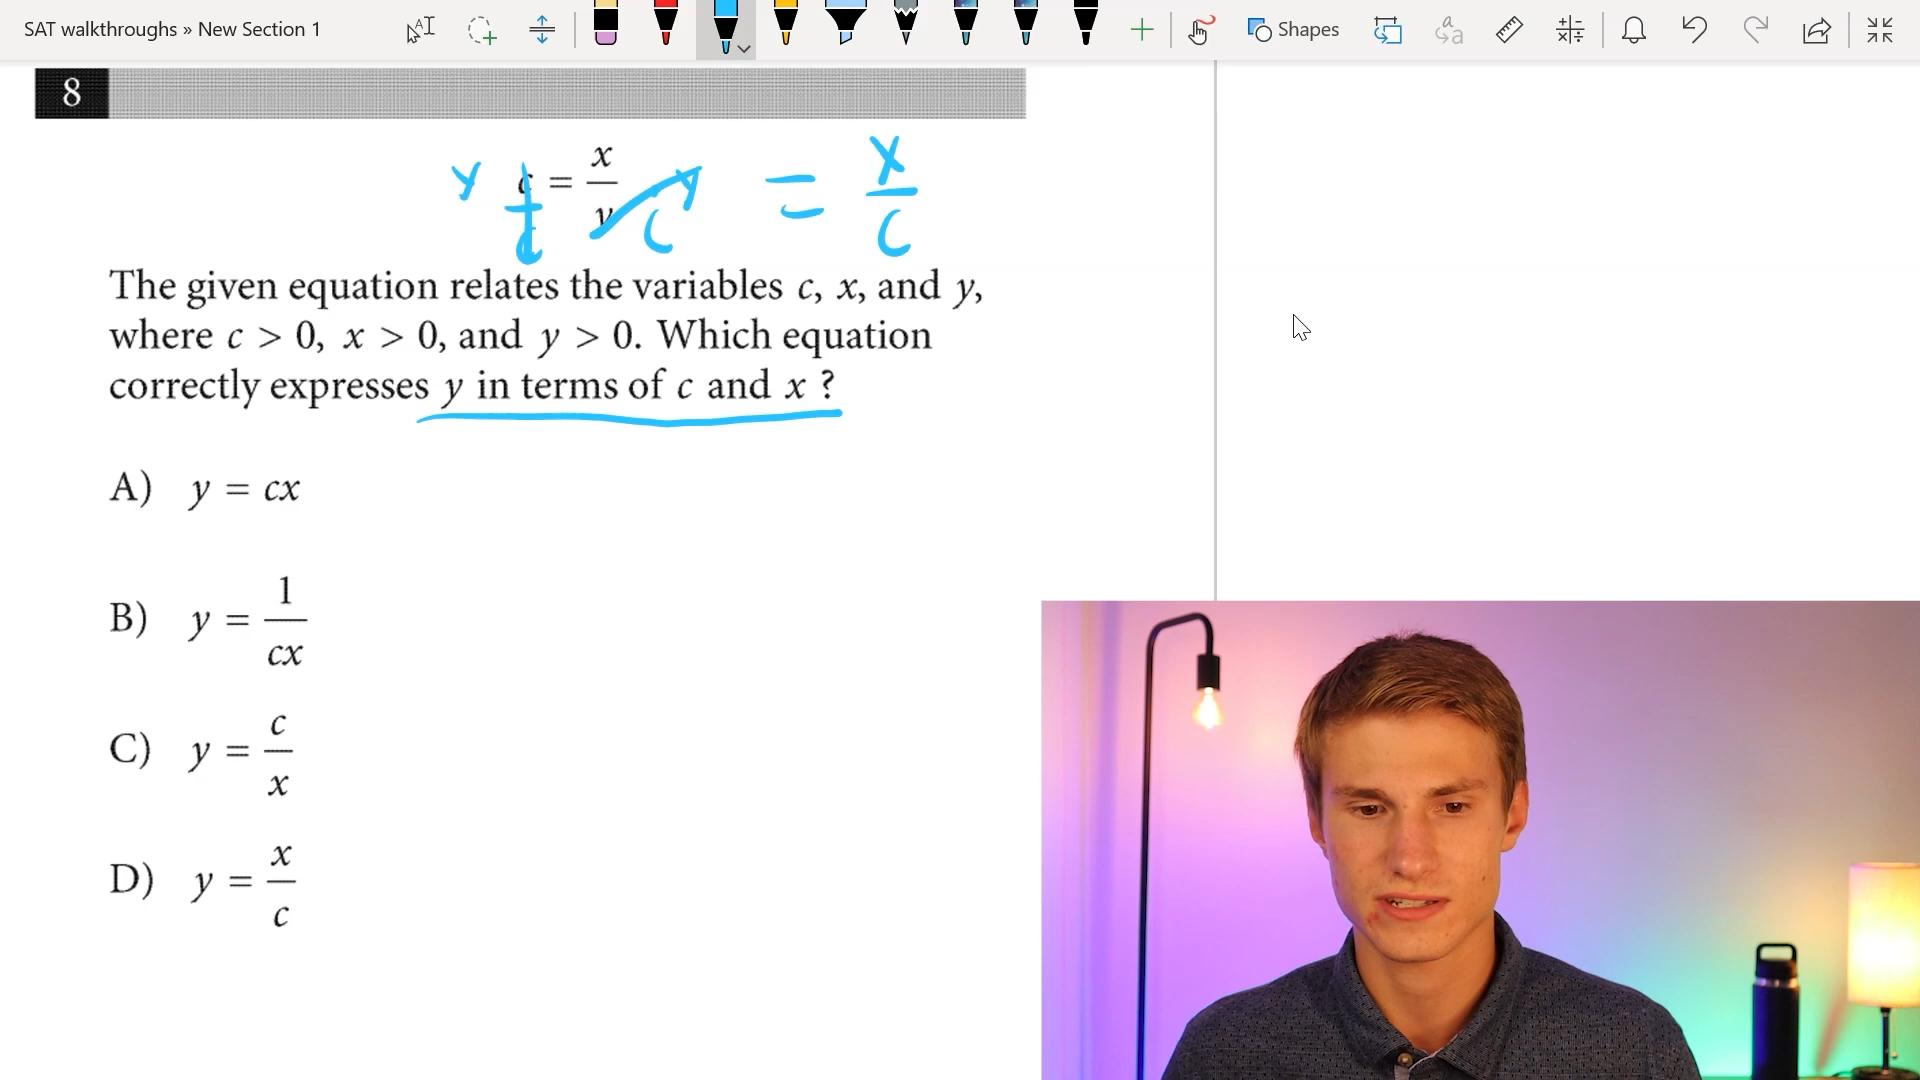 SAT walkthroughs » New Section 1
Shapes
8
y c = x / y y = x / c
c c
The given equation relates the variables c, x, and y,
where c > 0, x > 0, and y > 0. Which equation
correctly expresses y in terms of c and x ?
A) y = cx
B) y = 1 / cx
C) y = c / x
D) y = x / c